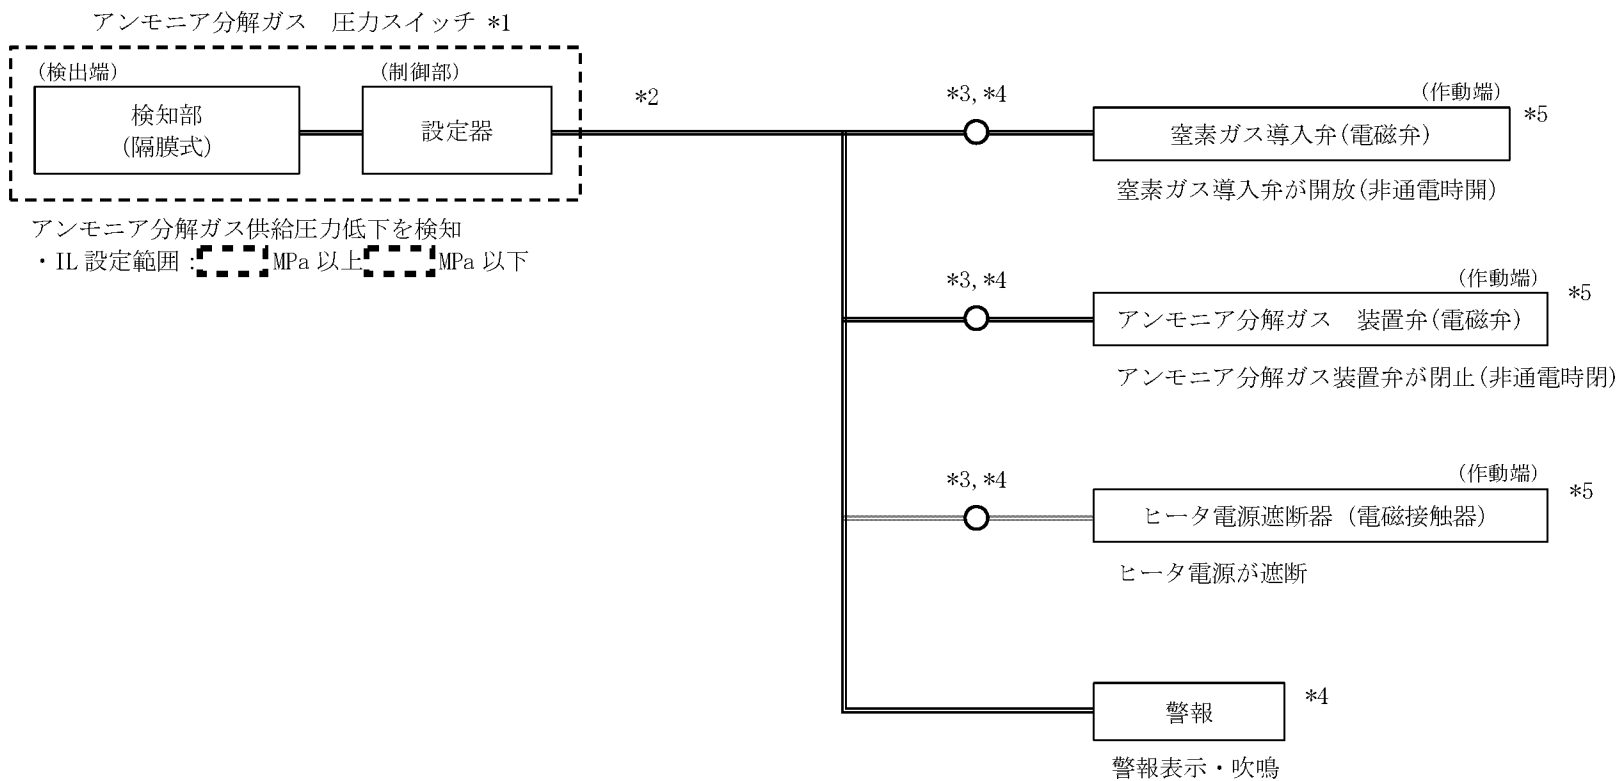 アンモニア分解ガス　圧力スイッチ *1
(検出端)
(制御部)
検知部
(隔膜式)
設定器
*2
アンモニア分解ガス供給圧力低下を検知
・IL 設定範囲: MPa 以上 MPa 以下
*3, *4
(作動端)
窒素ガス導入弁(電磁弁)
*5
窒素ガス導入弁が開放(非通電時開)
*3, *4
(作動端)
アンモニア分解ガス　装置弁(電磁弁)
*5
アンモニア分解ガス装置弁が閉止(非通電時閉)
*3, *4
(作動端)
ヒータ電源遮断器 (電磁接触器)
*5
ヒータ電源が遮断
警報
*4
警報表示・吹鳴